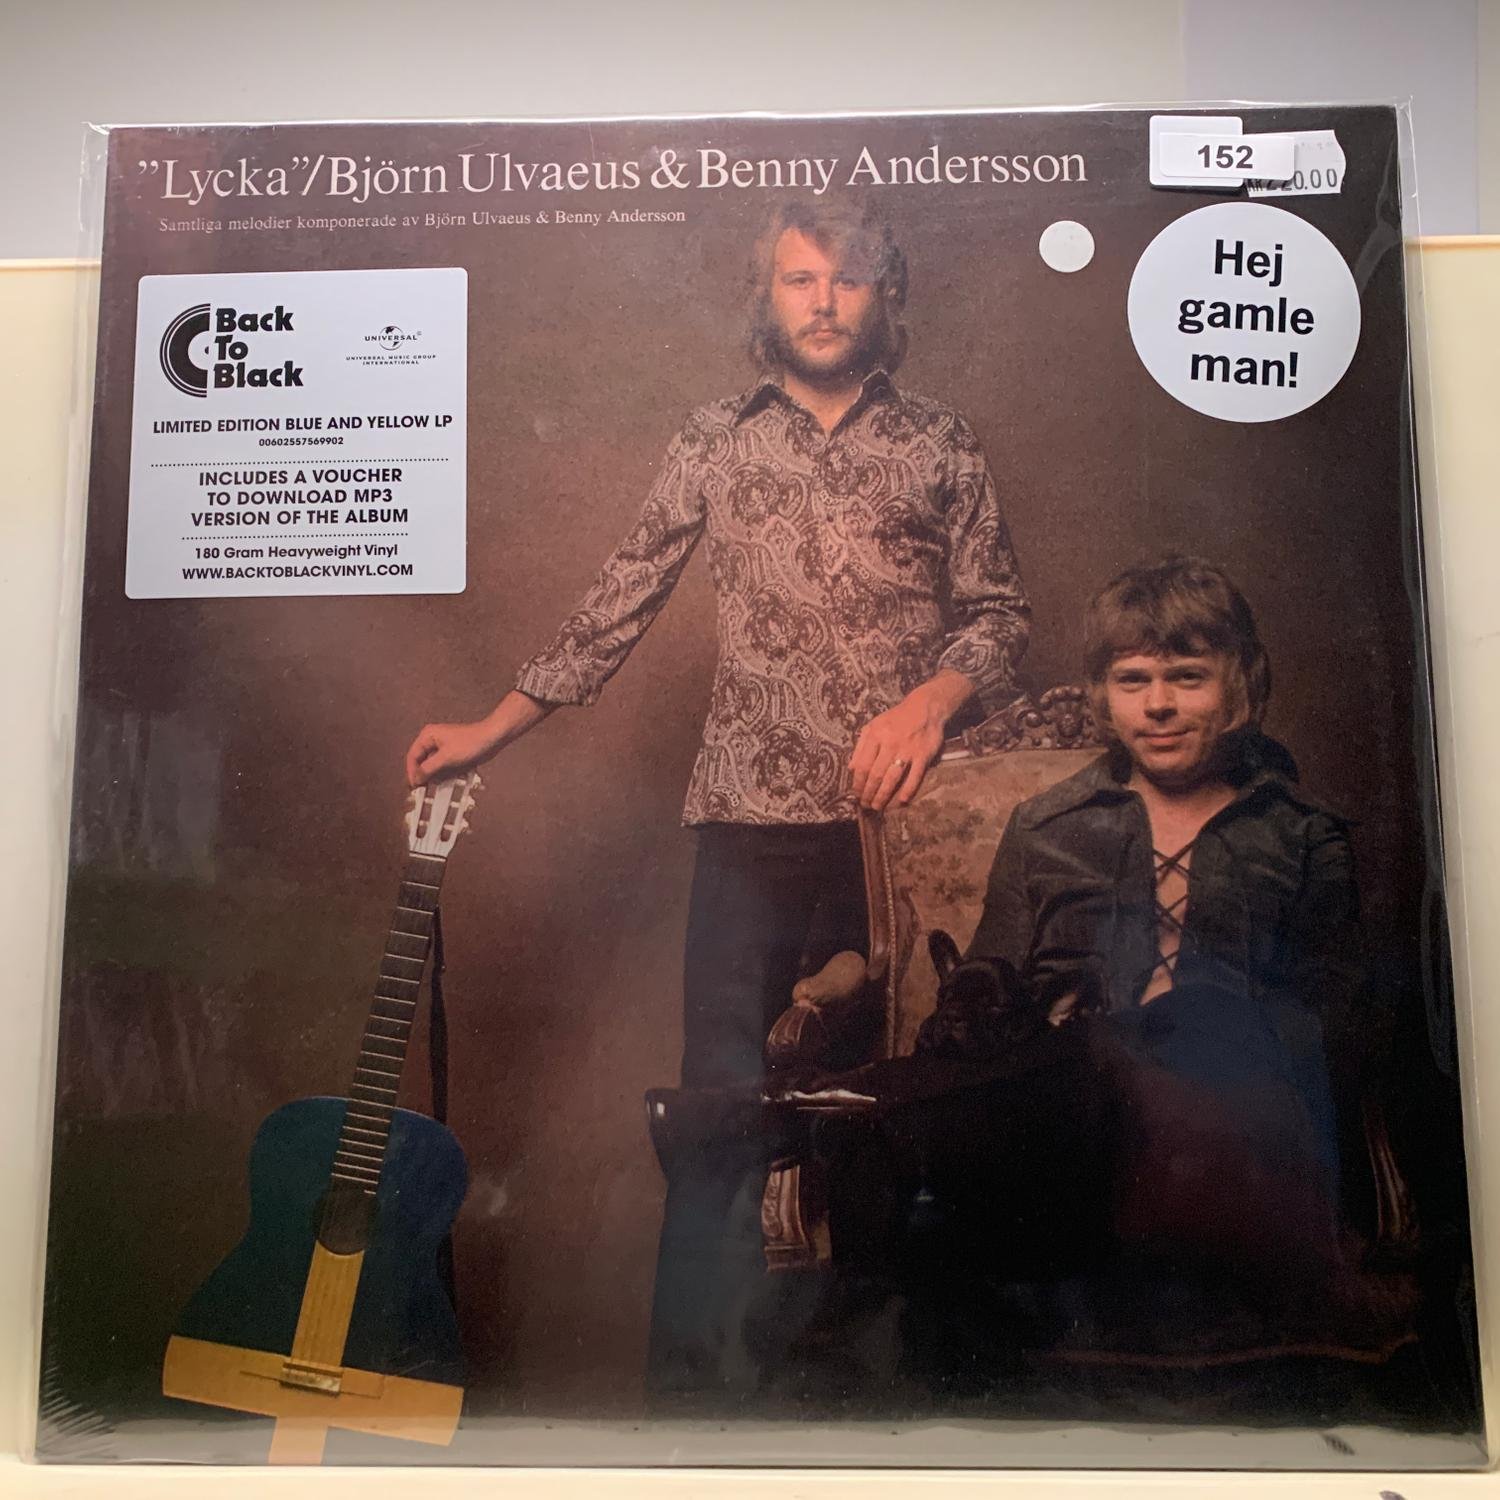 ”Lycka”/Björn Ulvaeus & Benny Andersson
Samtliga melodier komponerade av Björn Ulvaeus & Benny Andersson
152
20.00
Hej
gamle
man!
Back
To
Black
UNIVERSAL
UNIVERSAL MUSIC GROUP
INTERNATIONAL
LIMITED EDITION BLUE AND YELLOW LP
00602557569902
INCLUDES A VOUCHER
TO DOWNLOAD MP3
VERSION OF THE ALBUM
180 Gram Heavyweight Vinyl
WWW.BACKTOBLACKVINYL.COM